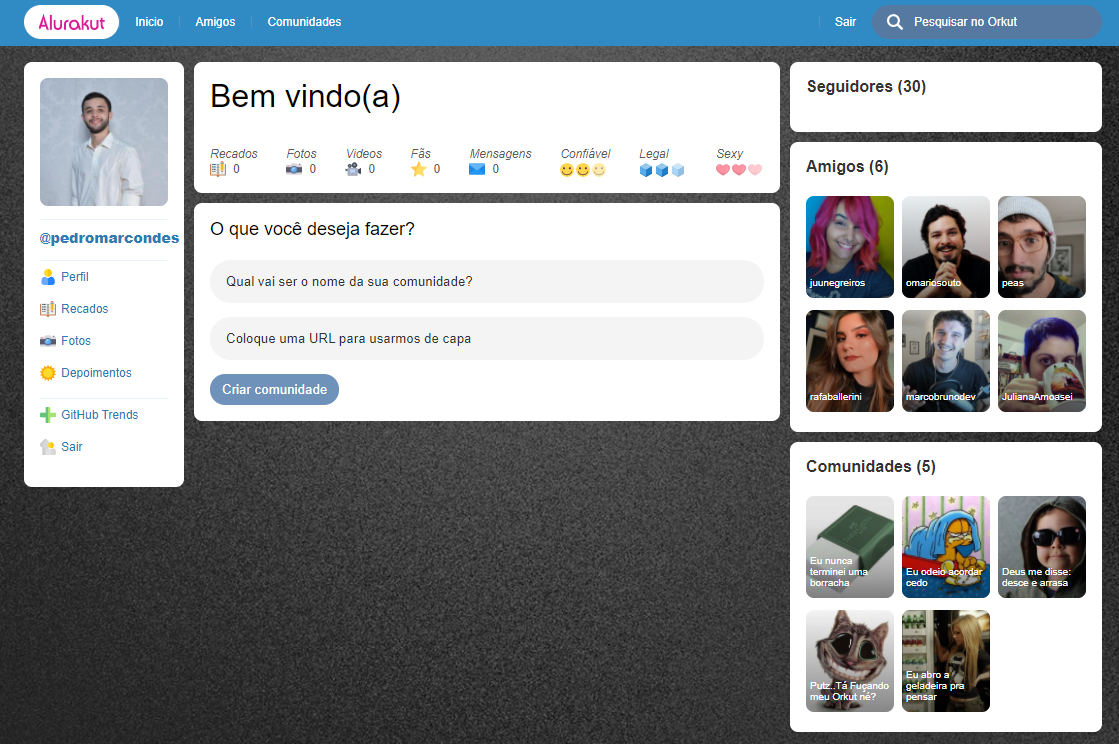 Alurakut
Inicio
Amigos
Comunidades
Sair
Pesquisar no Orkut
@pedromarcondes
Perfil
Recados
Fotos
Depoimentos
GitHub Trends
Sair
Bem vindo(a)
Recados
0
Fotos
0
Videos
0
Fãs
0
Mensagens
0
Confiável
Legal
Sexy
O que você deseja fazer?
Qual vai ser o nome da sua comunidade?
Coloque uma URL para usarmos de capa
Criar comunidade
Seguidores (30)
Amigos (6)
juunegreiros
omariosouto
peas
rafaballerini
marcobrunodev
JulianaAmoasei
Comunidades (5)
Eu nunca
terminei uma
borracha
Eu odeio acordar
cedo
Deus me disse:
desce e arrasa
Putz..Tá Fuçando
meu Orkut né?
Eu abro a
geladeira pra
pensar